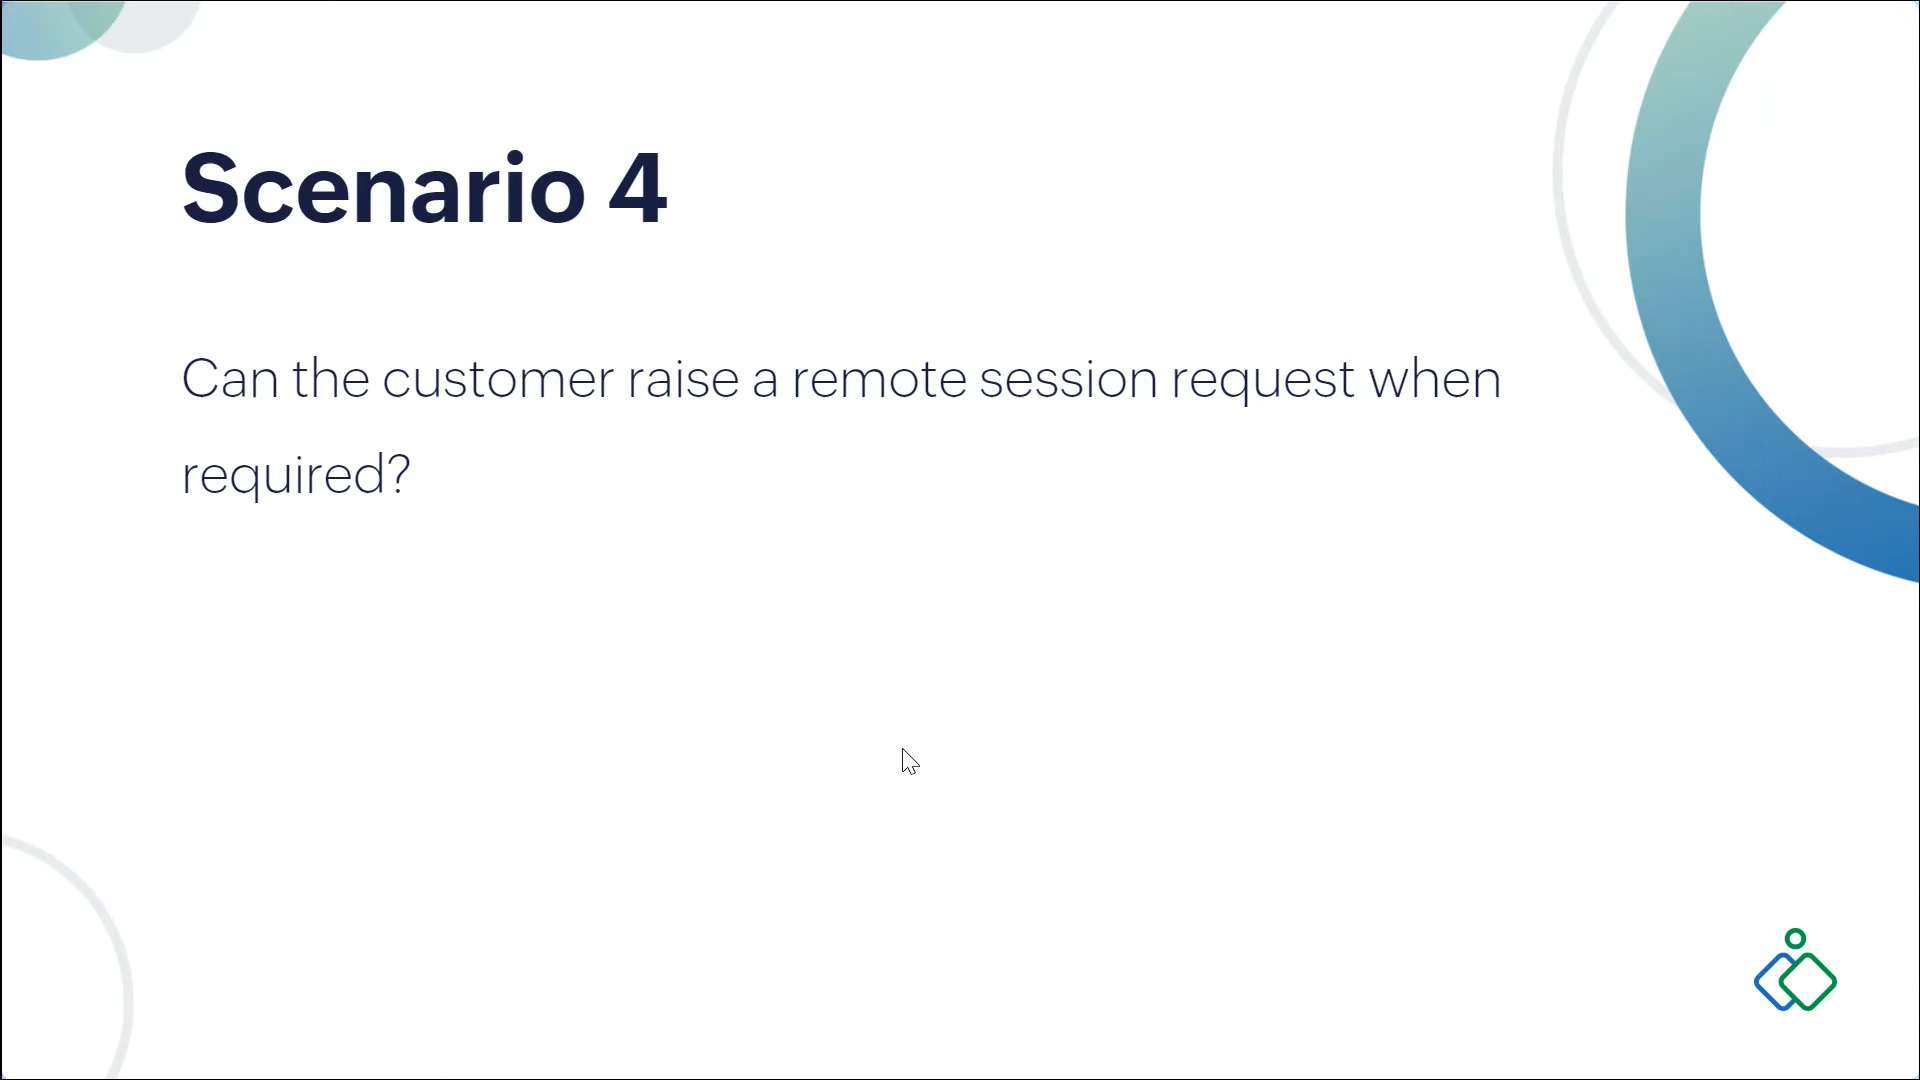 Scenario 4
Can the customer raise a remote session request when
required?